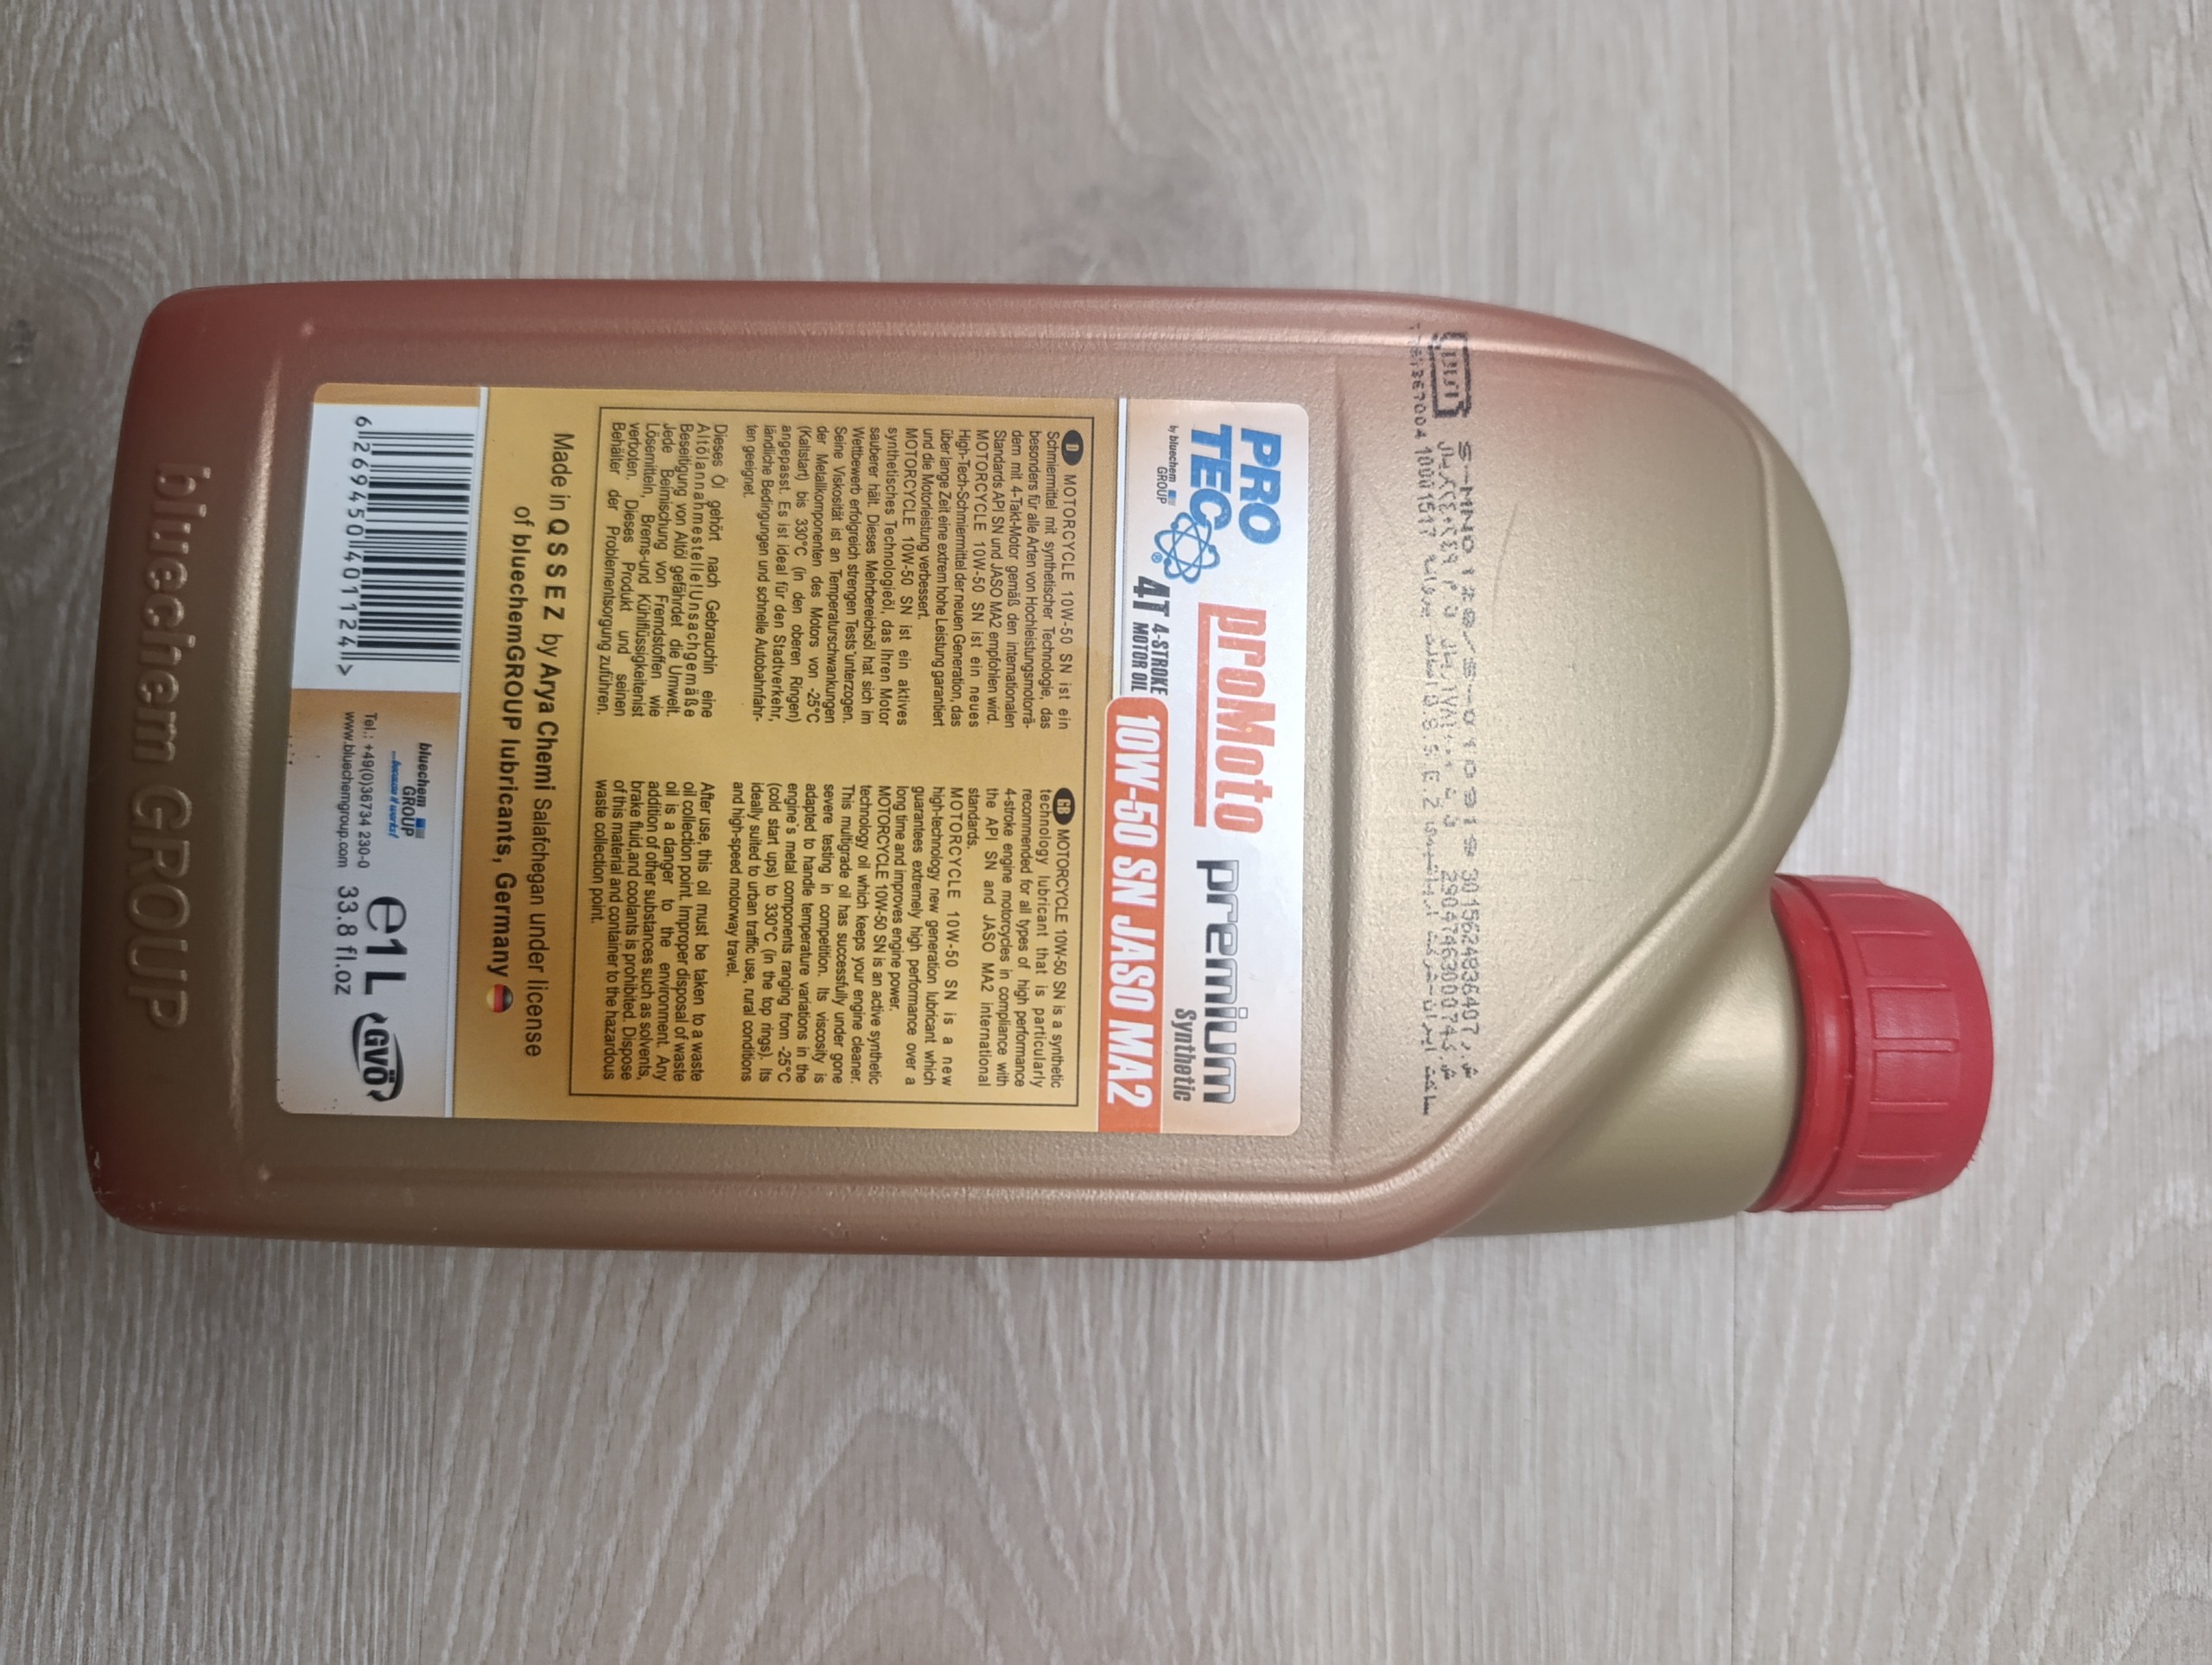 PRO
TEC®
by bluechem
GROUP
proMoto premium
Synthetic
4T 4-STROKE
MOTOR OIL
10W-50 SN JASO MA2
D MOTORCYCLE 10W-50 SN ist ein
Schmiermittel mit synthetischer Technologie, das
besonders für alle Arten von Hochleistungsmotorrä-
dern mit 4-Takt-Motor gemäß den internationalen
Standards API SN und JASO MA2 empfohlen wird.
MOTORCYCLE 10W-50 SN ist ein neues
High-Tech-Schmiermittel der neuen Generation, das
über lange Zeit eine extrem hohe Leistung garantiert
und die Motorleistung verbessert.
MOTORCYCLE 10W-50 SN ist ein aktives
synthetisches Technologieöl, das Ihren Motor
sauberer hält. Dieses Mehrbereichsöl hat sich im
Wettbewerb erfolgreich strengen Tests unterzogen.
Seine Viskosität ist an Temperaturschwankungen
der Metallkomponenten des Motors von -25°C
(Kaltstart) bis 330°C (in den oberen Ringen)
angepasst. Es ist ideal für den Stadtverkehr,
ländliche Bedingungen und schnelle Autobahnfahr-
ten geeignet.
Dieses Öl gehört nach Gebrauchin eine
Altölannahmestelle!Unsachgemäße
Beseitigung von Altöl gefährdet die Umwelt.
Jede Beimischung von Fremdstoffen wie
Lösemitteln, Brems-und Kühlflüssigkeitenist
verboten. Dieses Produkt und seinen
Behälter der Problementsorgung zuführen.
GB MOTORCYCLE 10W-50 SN is a synthetic
technology lubricant that is particularly
recommended for all types of high performance
4-stroke engine motorcycles in compliance with
the API SN and JASO MA2 international
standards.
MOTORCYCLE 10W-50 SN is a new
high-technology new generation lubricant which
guarantees extremely high performance over a
long time and improves engine power.
MOTORCYCLE 10W-50 SN is an active synthetic
technology oil which keeps your engine cleaner.
This multigrade oil has successfully under gone
severe testing in competition. Its viscosity is
adapted to handle temperature variations in the
engine's metal components ranging from -25°C
(cold start ups) to 330°C (in the top rings). Its
ideally suited to urban traffic use, rural conditions
and high-speed motorway travel.
After use, this oil must be taken to a waste
oil collection point. Improper disposal of waste
oil is a danger to the environment. Any
addition of other substances such as solvents,
brake fluid, and coolants is prohibited. Dispose
of this material and container to the hazardous
waste collection point.
Made in Q S S E Z by Arya Chemi Salafchegan under license
of bluechemGROUP lubricants, Germany
6 269450 401124 >
bluechem
GROUP
...because it works!
Tel.: +49(0)36734 230-0
www.bluechemgroup.com
e1 L
33.8 fl.oz
GVÖ
bluechem GROUP